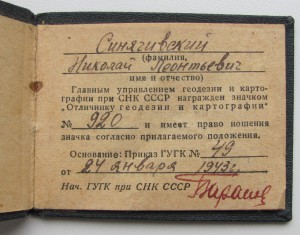 Синягивский
(фамилия,
Николай Леонтьевич
имя и отчество)
Главным управлением геодезии и карто-
графии при СНК СССР награжден значком
„Отличнику геодезии и картографии“
№ 920 и имеет право ношения
значка согласно прилагаемого положения.
Основание: Приказ ГУГК № 49
от 24 января 1943 г.
Нач. ГУГК при СНК СССР